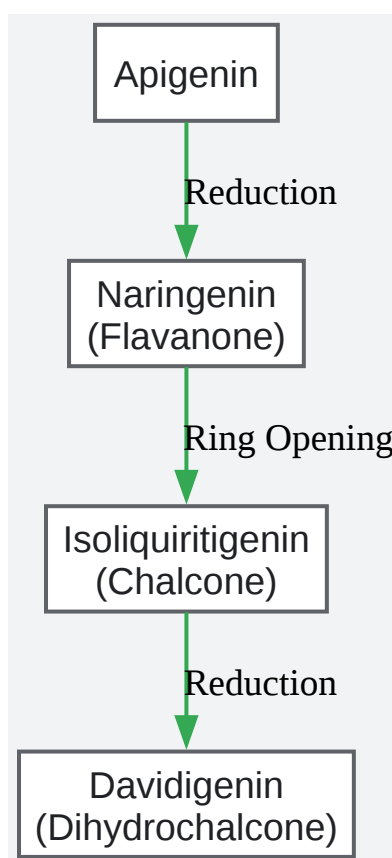 Apigenin
Reduction
Naringenin
(Flavanone)
Ring Opening
Isoliquiritigenin
(Chalcone)
Reduction
Davidigenin
(Dihydrochalcone)